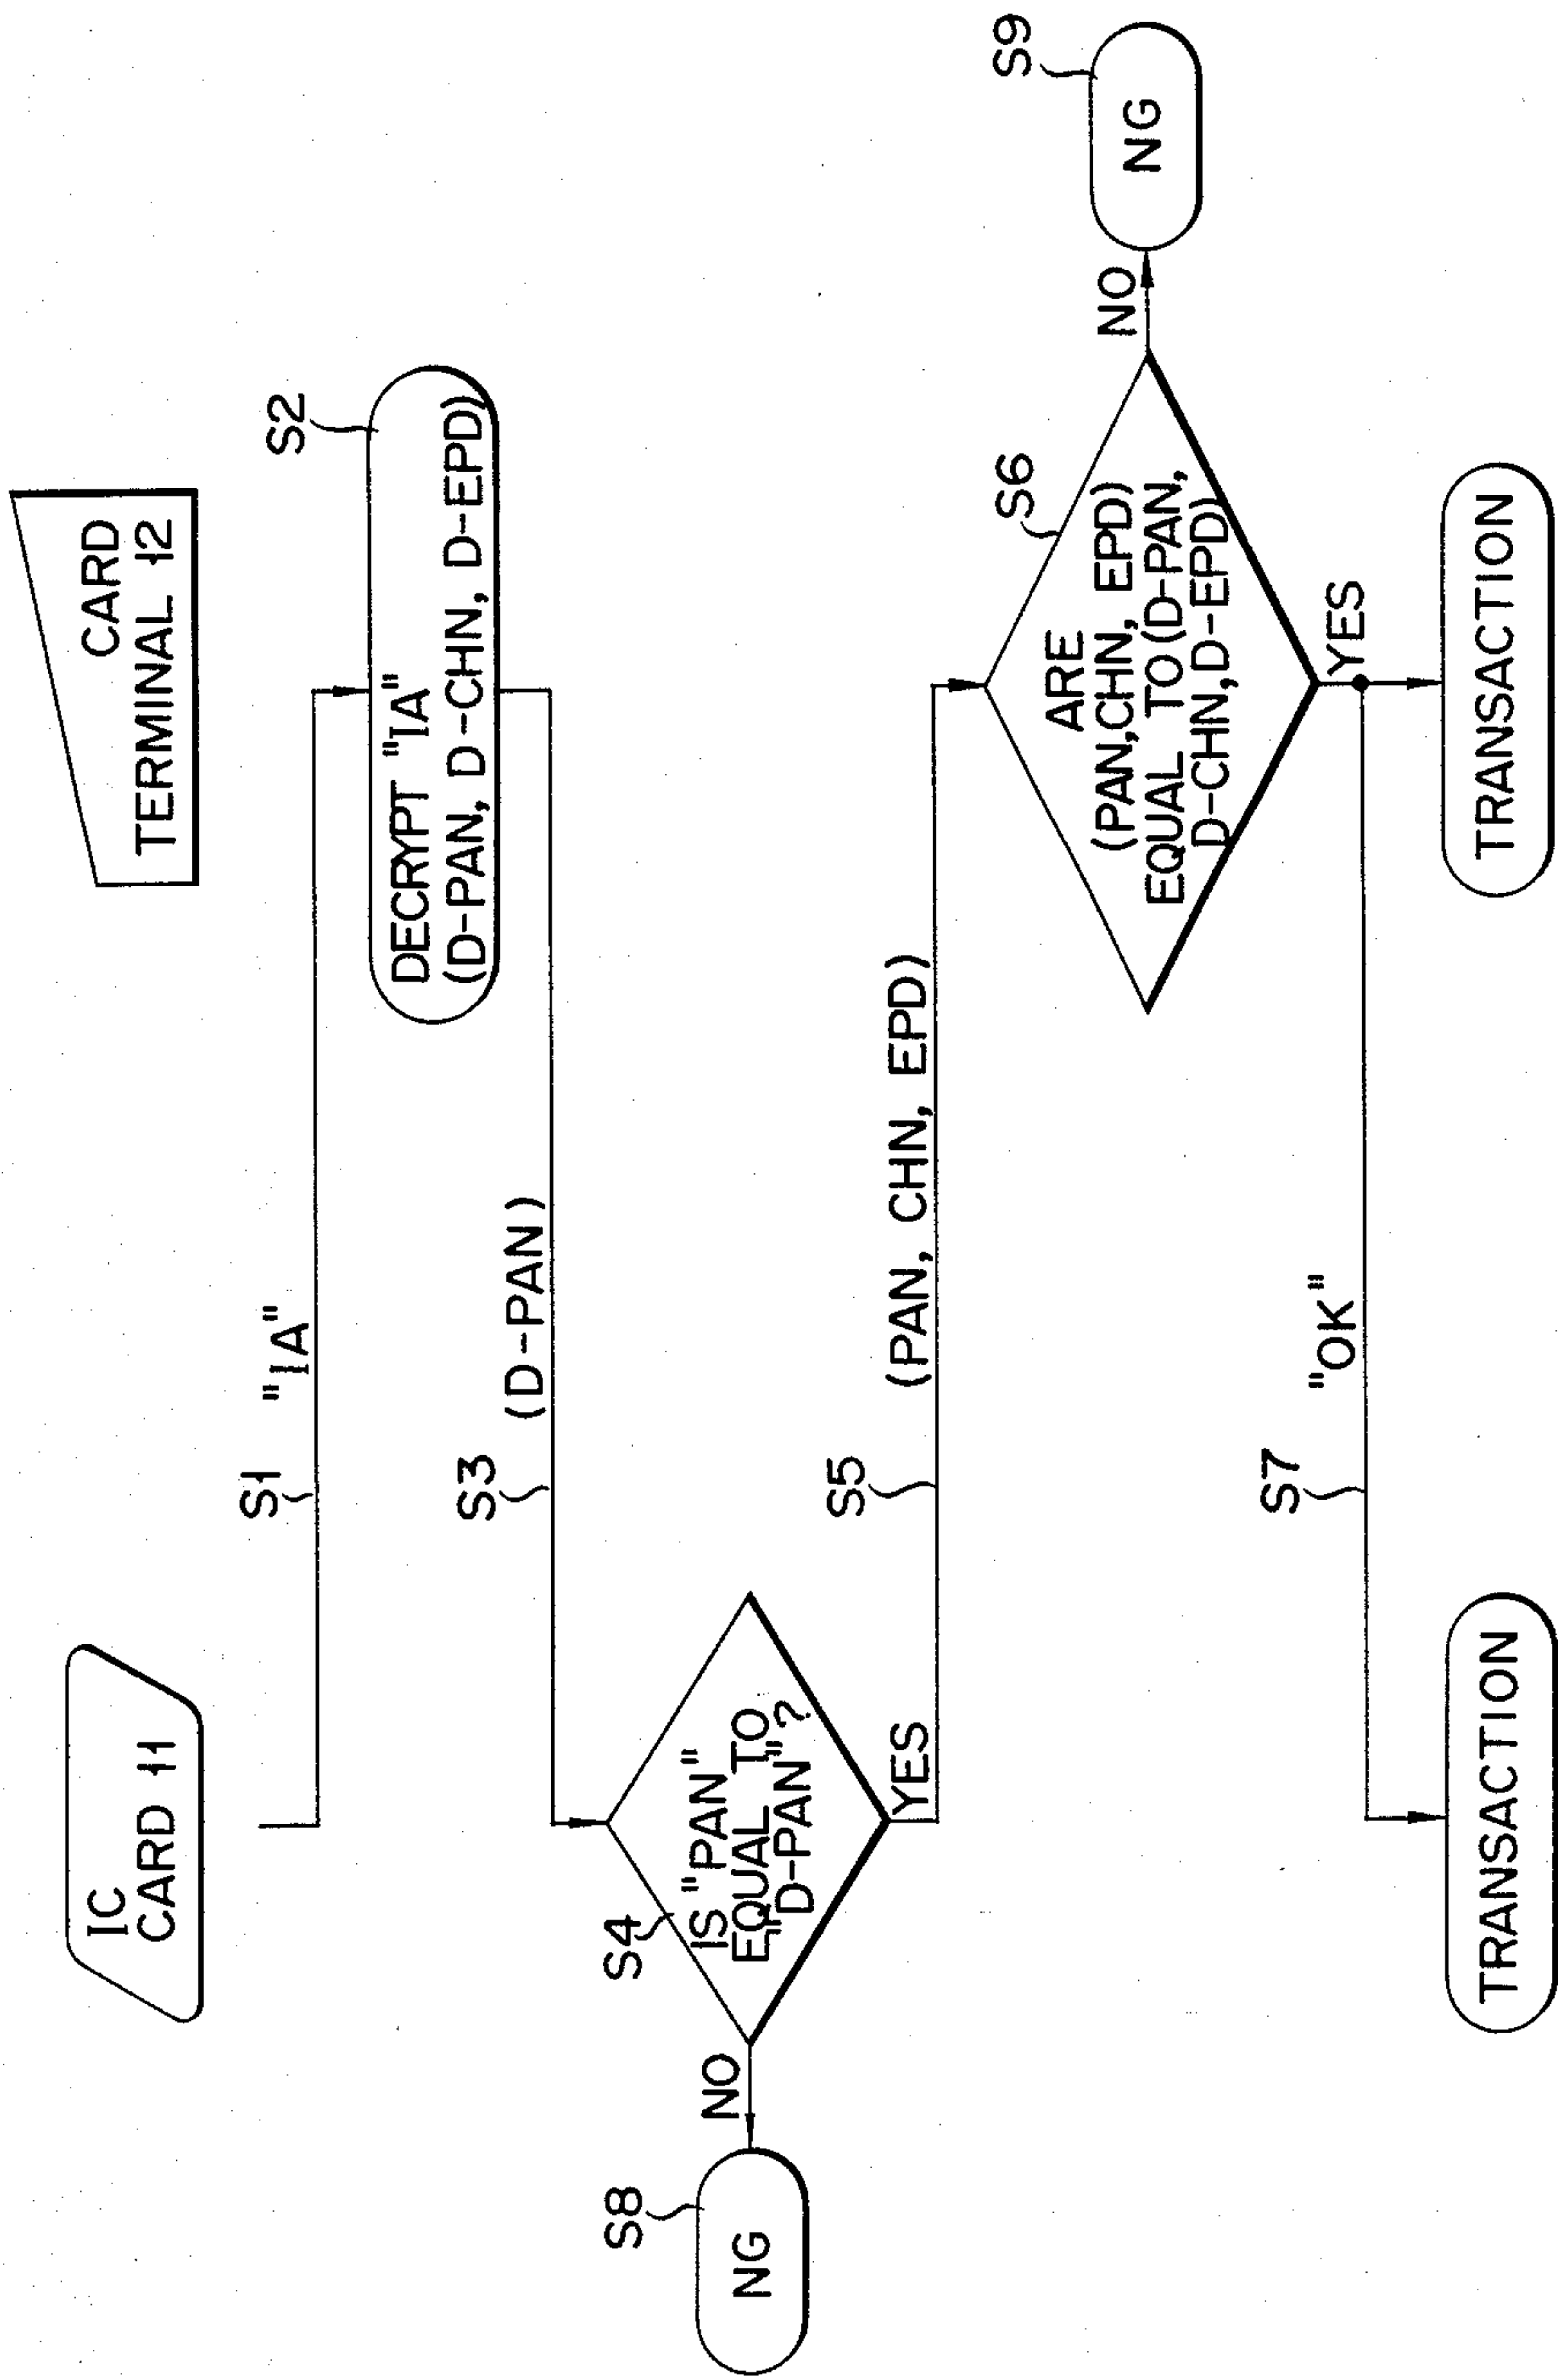 IC
CARD 11
CARD
TERMINAL 12
S1
"IA"
S2
DECRYPT "IA"
(D-PAN, D-CHN, D-EPD)
S3
(D-PAN)
S4
IS "PAN"
EQUAL TO
"D-PAN"?
NO
S8
NG
YES
S5
(PAN, CHN, EPD)
S6
ARE
(PAN,CHN, EPD)
EQUAL TO (D-PAN,
D-CHN,D-EPD)
NO
S9
NG
YES
S7
"OK"
TRANSACTION
TRANSACTION